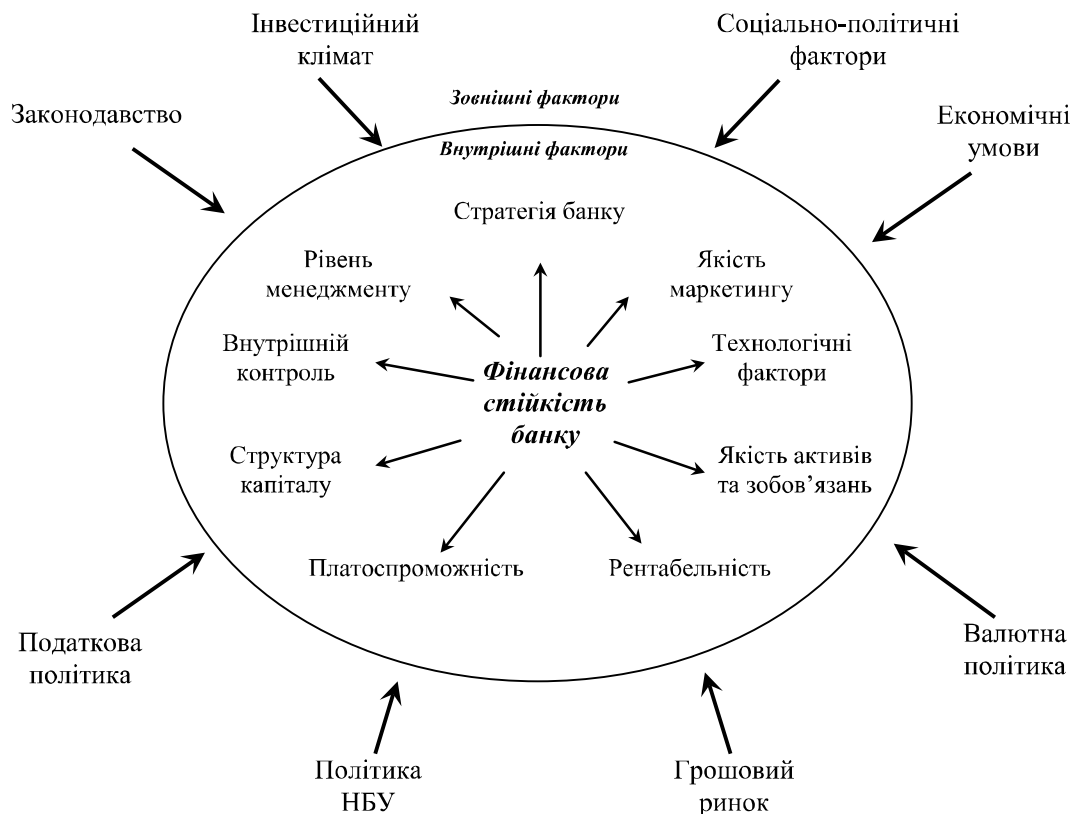 Інвестиційний
клімат
Соціально-політичні
фактори
Зовнішні фактори
Законодавство
Економічні
умови
Внутрішні фактори
Стратегія банку
Рівень
менеджменту
Якість
маркетингу
Внутрішній
контроль
Технологічні
фактори
Фінансова
стійкість
банку
Структура
капіталу
Якість активів
та зобов’язань
Платоспроможність
Рентабельність
Податкова
політика
Валютна
політика
Політика
НБУ
Грошовий
ринок